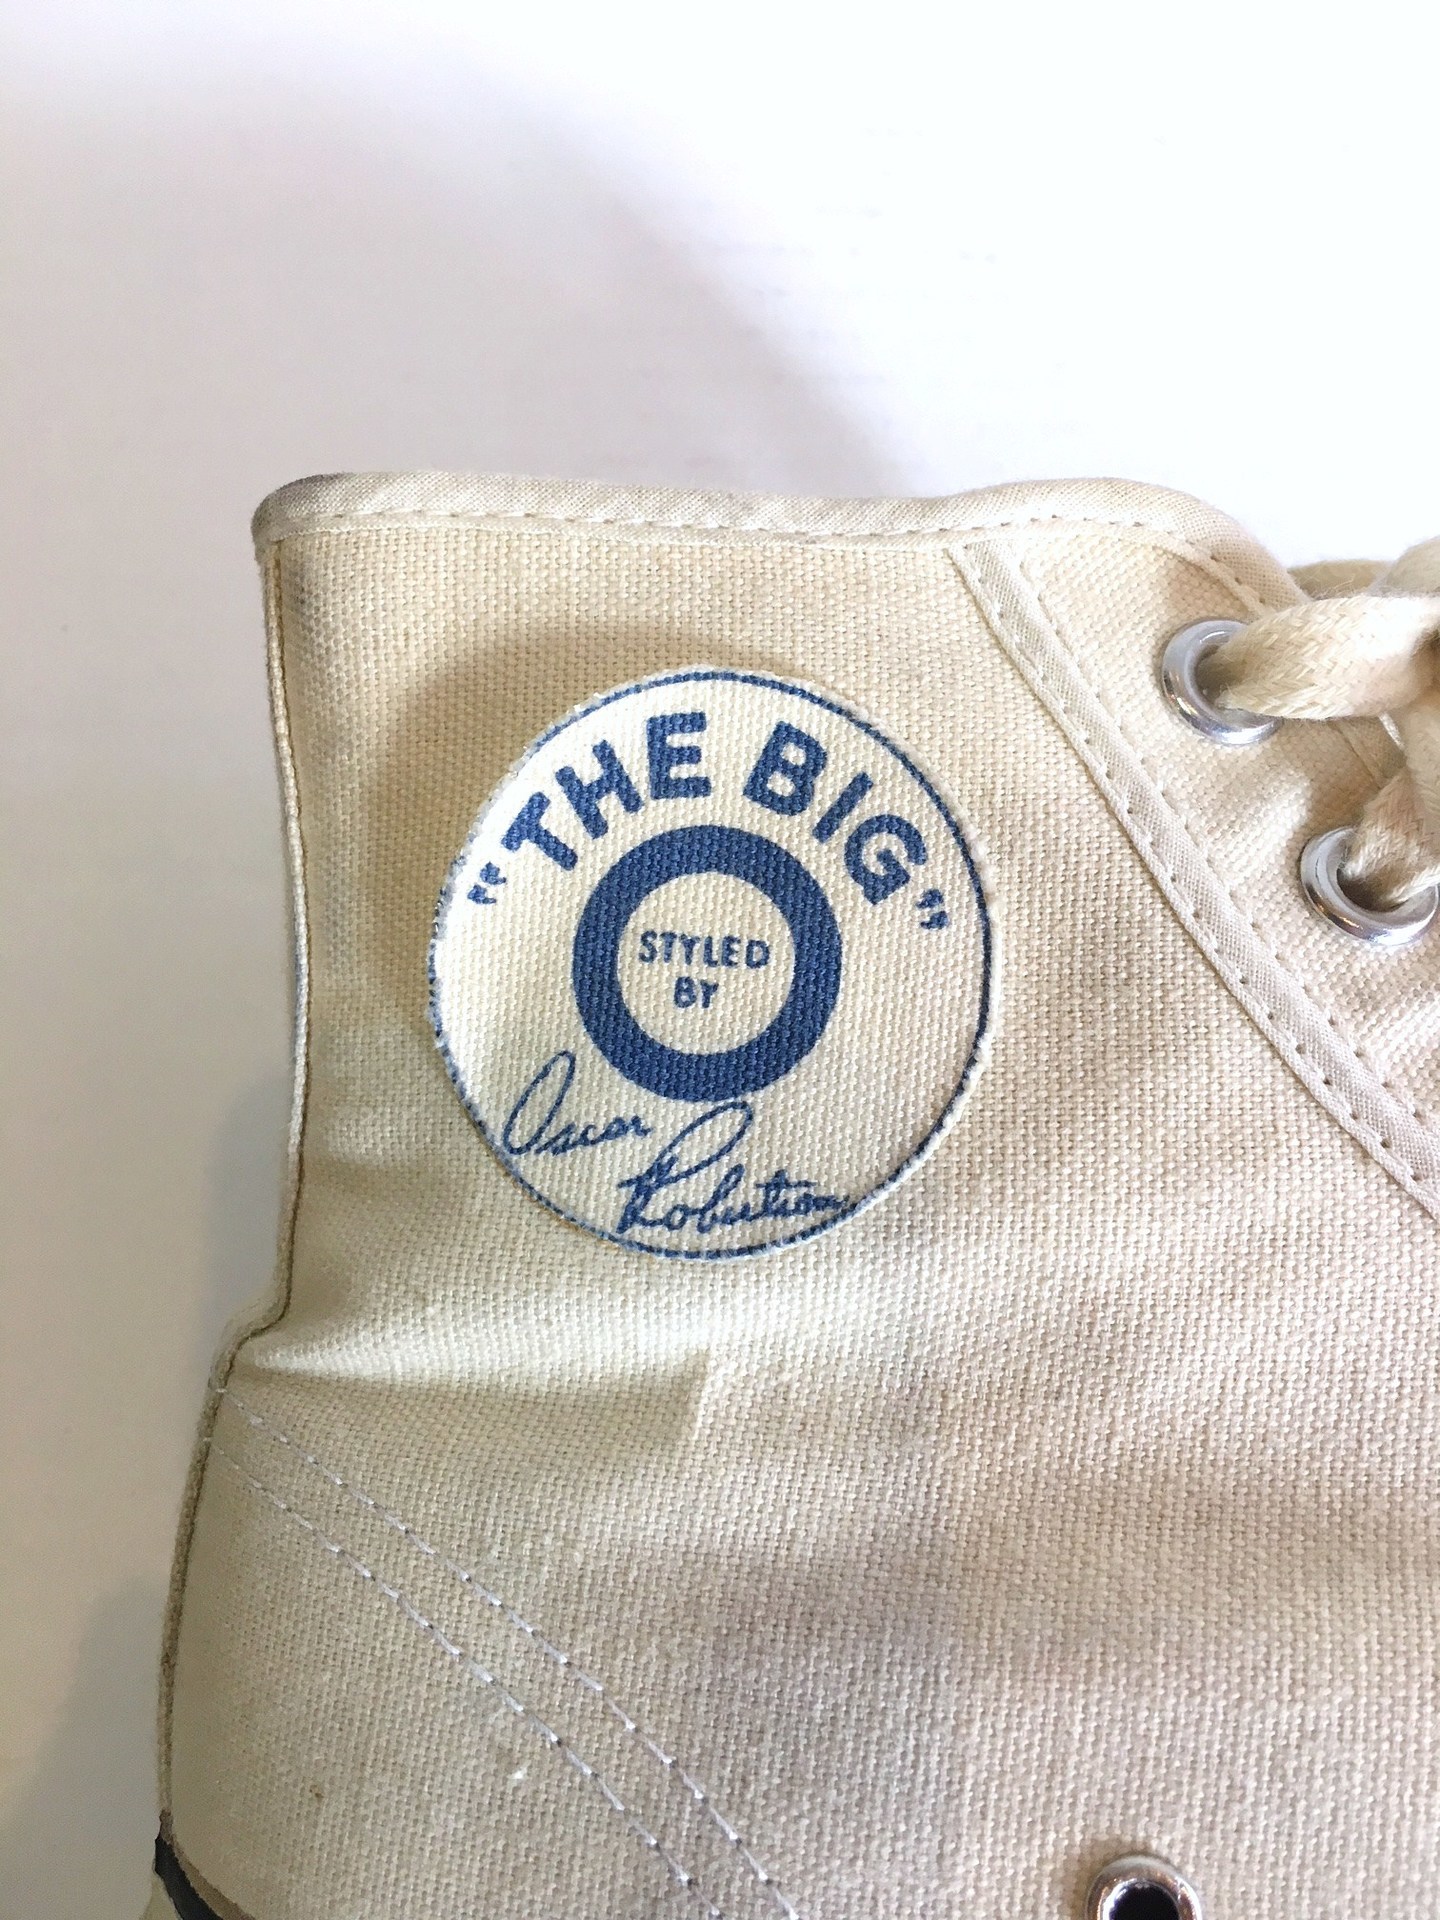 "THE BIG"
STYLED
BY
Oscar
Robertson